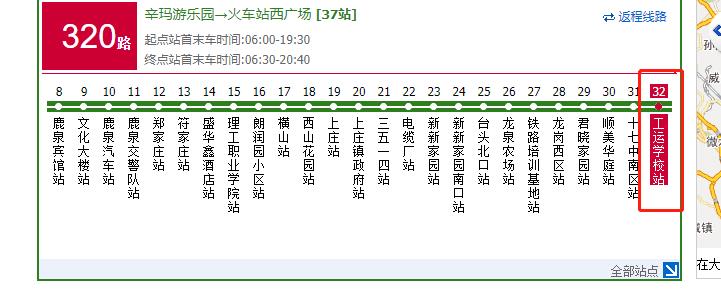 320路
辛玛游乐园→火车站西广场 [37站]
返程线路
起点站首末车时间:06:00-19:30
终点站首末车时间:06:30-20:40
8 9 10 11 12 13 14 15 16 17 18 19 20 21 22 23 24 25 26 27 28 29 30 31 32
鹿泉宾馆站
文化大楼站
鹿泉汽车站
鹿泉交警队站
郑家庄站
符家庄站
盛华鑫酒店站
理工职业学院站
朗润园小区站
横山站
西山花园站
上庄站
上庄镇政府站
三五一四站
电缆厂站
新新家园站
新新家园南口站
台头北口站
龙泉农场站
铁路培训基地站
龙岗西区站
君晓家园站
顺美华庭站
十七中南区站
工运学校站
全部站点
孙
威
微
城镇
在大